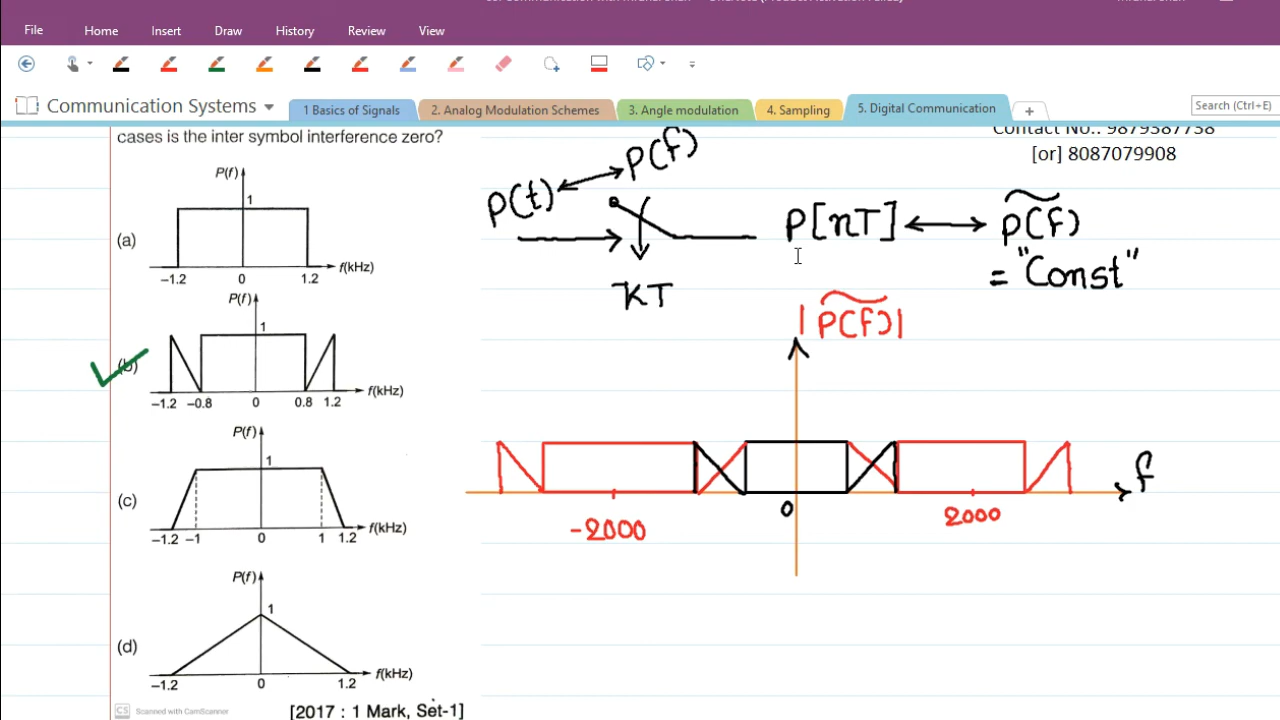 File Home Insert Draw History Review View
Communication Systems 1 Basics of Signals 2. Analog Modulation Schemes 3. Angle modulation 4. Sampling 5. Digital Communication + Search (Ctrl+E)
cases is the inter symbol interference zero?
Contact No.: 9879387738
[or] 8087079908
P(f)
1
(a)
f(kHz)
−1.2 0 1.2
P(f)
1
(b)
f(kHz)
−1.2 −0.8 0 0.8 1.2
P(f)
1
(c)
f(kHz)
−1.2 −1 0 1 1.2
P(f)
1
(d)
f(kHz)
−1.2 0 1.2
CS Scanned with CamScanner
[2017 : 1 Mark, Set-1]
P(t) P(f)
P[nT] P(f)
= "Const"
KT
|P(f)|
f
-2000 0 2000